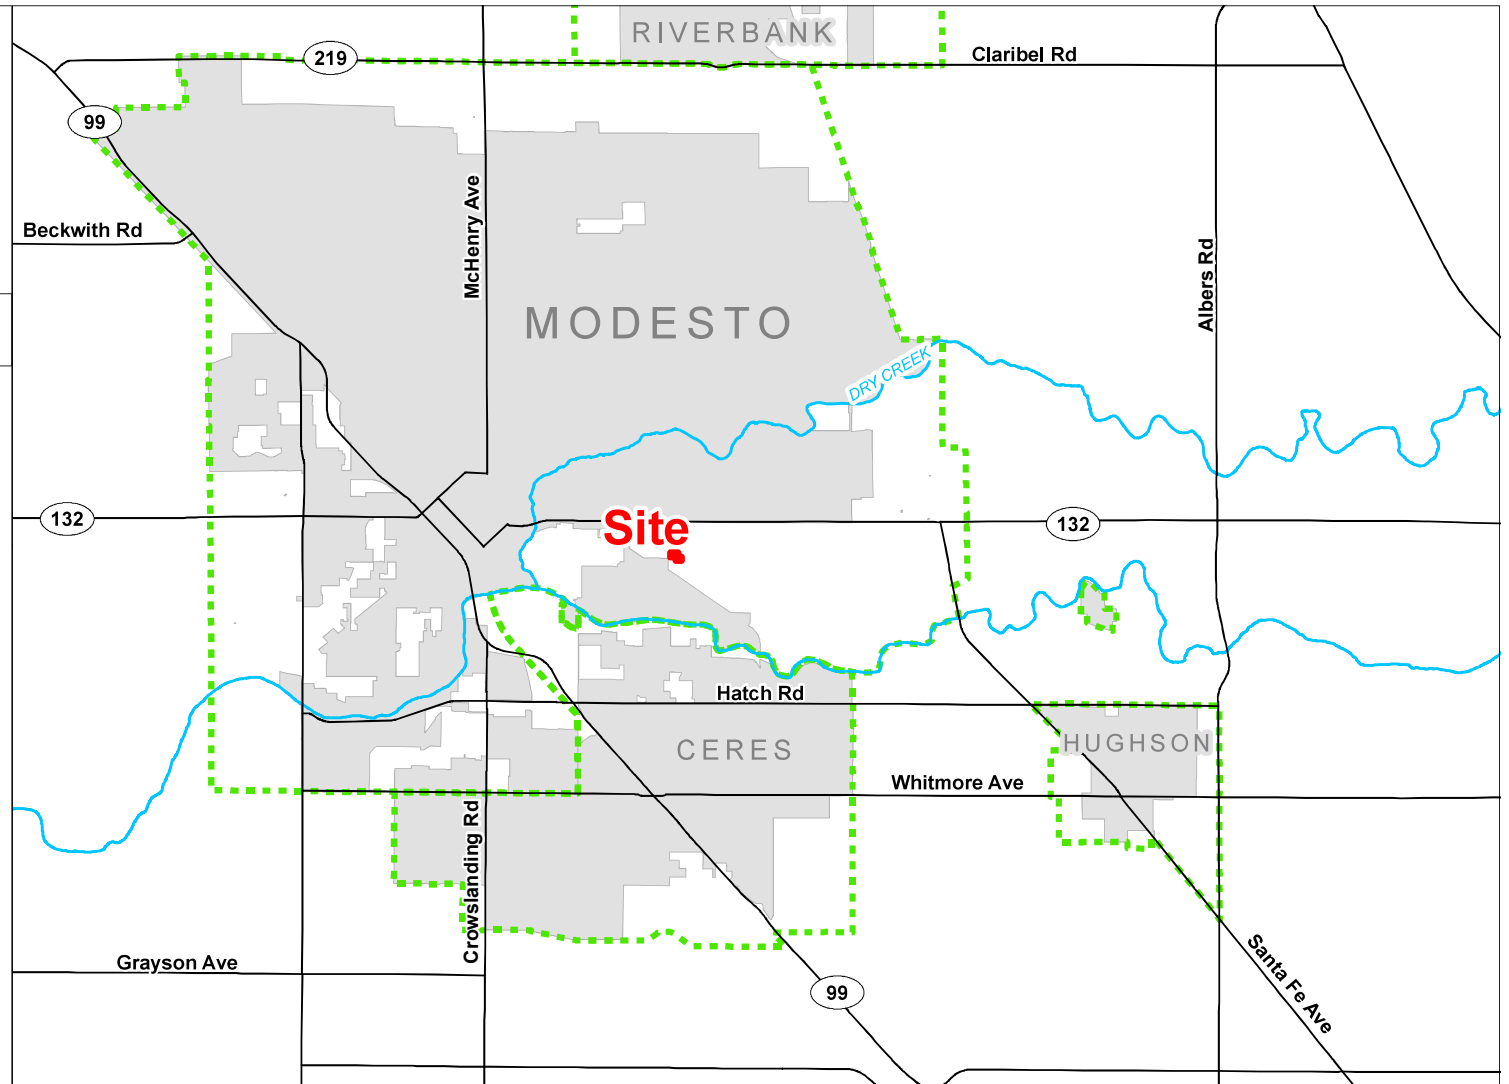 RIVERBANK
219
Claribel Rd
99
McHenry Ave
Beckwith Rd
Albers Rd
MODESTO
DRY CREEK
132
Site
132
Hatch Rd
CERES
HUGHSON
Whitmore Ave
Crowslanding Rd
Grayson Ave
99
Santa Fe Ave